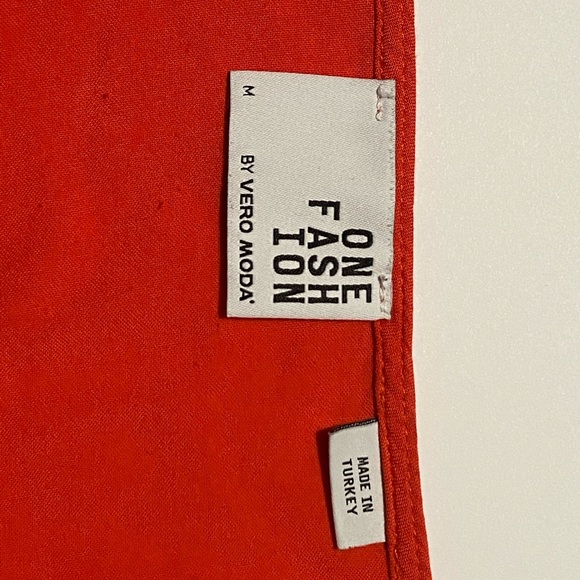 ONE
FASH
ION
M BY VERO MODA®
MADE IN
TURKEY